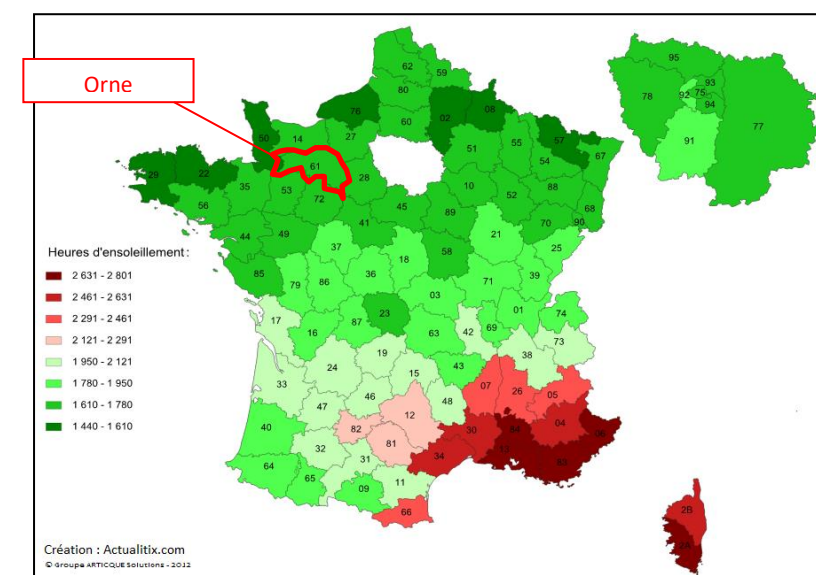 Orne
62 59
80
76 02 08
60
50 14 27 57
51 55 67
61 54
29 22 28
35 53 10 88
56 72 52 68
45 89
41 70 90
44 49 21
37 58 25
18
85 36 71 39
79 86
03
17 23 01 74
16 87 42 69
63 73
19 38
24 43
15
33 07 26 05
46 48
47
12
40 82 04 06
30 84
32 81 13
34 83
31
64 65 11
09
66
2B
2A
95
93
78 92 75
94
77
91
Heures d'ensoleillement :
2 631 - 2 801
2 461 - 2 631
2 291 - 2 461
2 121 - 2 291
1 950 - 2 121
1 780 - 1 950
1 610 - 1 780
1 440 - 1 610
Création : Actualitix.com
© Groupe ARTICQUE Solutions - 2012